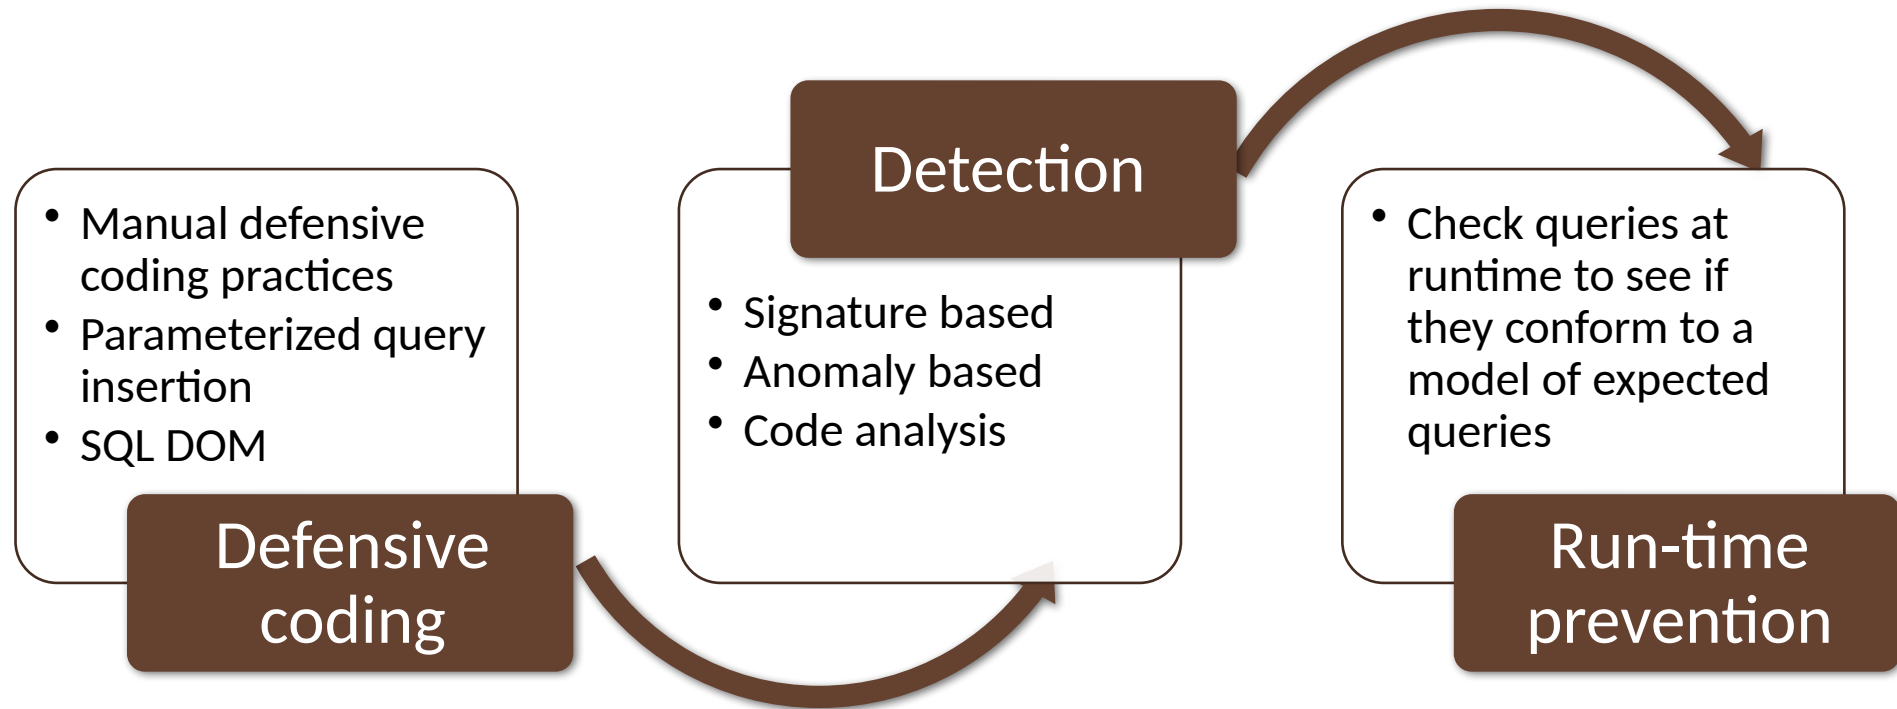 • Manual defensive
coding practices
• Parameterized query
insertion
• SQL DOM
Defensive
coding
Detection
• Signature based
• Anomaly based
• Code analysis
• Check queries at
runtime to see if
they conform to a
model of expected
queries
Run-time
prevention